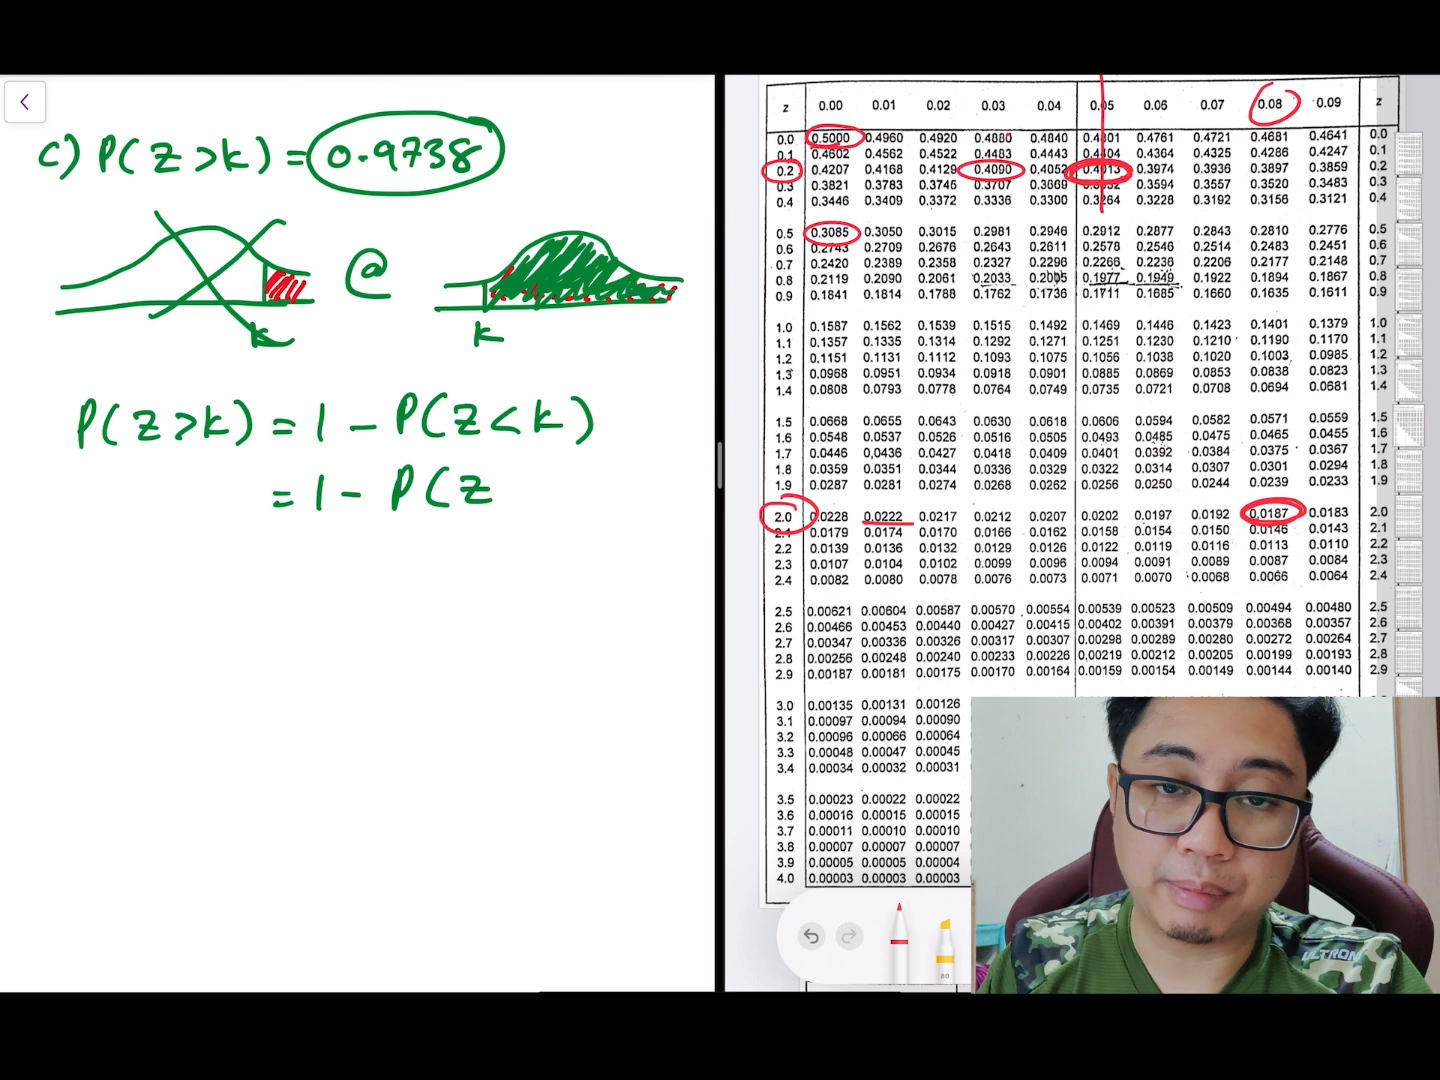 c) P(Z>k) = 0.9738
@
k
k
P(Z>k) = 1 - P(Z<k)
= 1 - P(Z
z 0.00 0.01 0.02 0.03 0.04 0.05 0.06 0.07 0.08 0.09 z
0.0 0.5000 0.4960 0.4920 0.4880 0.4840 0.4801 0.4761 0.4721 0.4681 0.4641 0.0
0.1 0.4602 0.4562 0.4522 0.4483 0.4443 0.4404 0.4364 0.4325 0.4286 0.4247 0.1
0.2 0.4207 0.4168 0.4129 0.4090 0.4052 0.4013 0.3974 0.3936 0.3897 0.3859 0.2
0.3 0.3821 0.3783 0.3745 0.3707 0.3669 0.3632 0.3594 0.3557 0.3520 0.3483 0.3
0.4 0.3446 0.3409 0.3372 0.3336 0.3300 0.3264 0.3228 0.3192 0.3156 0.3121 0.4
0.5 0.3085 0.3050 0.3015 0.2981 0.2946 0.2912 0.2877 0.2843 0.2810 0.2776 0.5
0.6 0.2743 0.2709 0.2676 0.2643 0.2611 0.2578 0.2546 0.2514 0.2483 0.2451 0.6
0.7 0.2420 0.2389 0.2358 0.2327 0.2296 0.2266 0.2236 0.2206 0.2177 0.2148 0.7
0.8 0.2119 0.2090 0.2061 0.2033 0.1977 0.1949 0.1922 0.1894 0.1867 0.8
0.9 0.1841 0.1814 0.1788 0.1762 0.1736 0.1711 0.1685 0.1660 0.1635 0.1611 0.9
1.0 0.1587 0.1562 0.1539 0.1515 0.1492 0.1469 0.1446 0.1423 0.1401 0.1379 1.0
1.1 0.1357 0.1335 0.1314 0.1292 0.1271 0.1251 0.1230 0.1210 0.1190 0.1170 1.1
1.2 0.1151 0.1131 0.1112 0.1093 0.1075 0.1056 0.1038 0.1020 0.1003 0.0985 1.2
1.3 0.0968 0.0951 0.0934 0.0918 0.0901 0.0885 0.0869 0.0853 0.0838 0.0823 1.3
1.4 0.0808 0.0793 0.0778 0.0764 0.0749 0.0735 0.0721 0.0708 0.0694 0.0681 1.4
1.5 0.0668 0.0655 0.0643 0.0630 0.0618 0.0606 0.0594 0.0582 0.0571 0.0559 1.5
1.6 0.0548 0.0537 0.0526 0.0516 0.0505 0.0493 0.0485 0.0475 0.0465 0.0455 1.6
1.7 0.0446 0,0436 0.0427 0.0418 0.0409 0.0401 0.0392 0.0384 0.0375 0.0367 1.7
1.8 0.0359 0.0351 0.0344 0.0336 0.0329 0.0322 0.0314 0.0307 0.0301 0.0294 1.8
1.9 0.0287 0.0281 0.0274 0.0268 0.0262 0.0256 0.0250 0.0244 0.0239 0.0233 1.9
2.0 0.0228 0.0222 0.0217 0.0212 0.0207 0.0202 0.0197 0.0192 0.0187 0.0183 2.0
2.1 0.0179 0.0174 0.0170 0.0166 0.0162 0.0158 0.0154 0.0150 0.0146 0.0143 2.1
2.2 0.0139 0.0136 0.0132 0.0129 0.0126 0.0122 0.0119 0.0116 0.0113 0.0110 2.2
2.3 0.0107 0.0104 0.0102 0.0099 0.0096 0.0094 0.0091 0.0089 0.0087 0.0084 2.3
2.4 0.0082 0.0080 0.0078 0.0076 0.0073 0.0071 0.0070 0.0068 0.0066 0.0064 2.4
2.5 0.00621 0.00604 0.00587 0.00570 0.00554 0.00539 0.00523 0.00509 0.00494 0.00480 2.5
2.6 0.00466 0.00453 0.00440 0.00427 0.00415 0.00402 0.00391 0.00379 0.00368 0.00357 2.6
2.7 0.00347 0.00336 0.00326 0.00317 0.00307 0.00298 0.00289 0.00280 0.00272 0.00264 2.7
2.8 0.00256 0.00248 0.00240 0.00233 0.00226 0.00219 0.00212 0.00205 0.00199 0.00193 2.8
2.9 0.00187 0.00181 0.00175 0.00170 0.00164 0.00159 0.00154 0.00149 0.00144 0.00140 2.9
3.0 0.00135 0.00131 0.00126
3.1 0.00097 0.00094 0.00090
3.2 0.00096 0.00066 0.00064
3.3 0.00048 0.00047 0.00045
3.4 0.00034 0.00032 0.00031
3.5 0.00023 0.00022 0.00022
3.6 0.00016 0.00015 0.00015
3.7 0.00011 0.00010 0.00010
3.8 0.00007 0.00007 0.00007
3.9 0.00005 0.00005 0.00004
4.0 0.00003 0.00003 0.00003
80
ULTRON